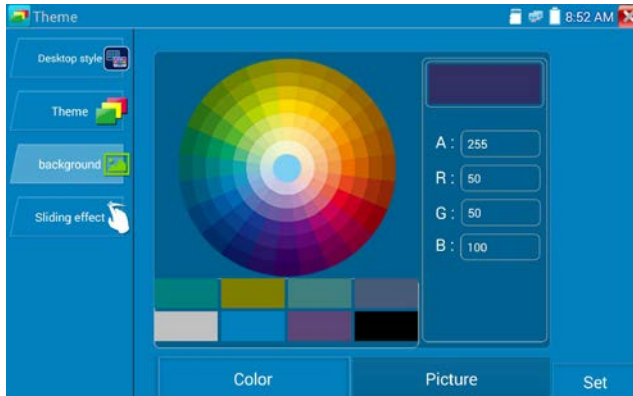 Theme
8:52 AM
Desktop style
Theme
background
Sliding effect
A : 255
R : 50
G : 50
B : 100
Color
Picture
Set